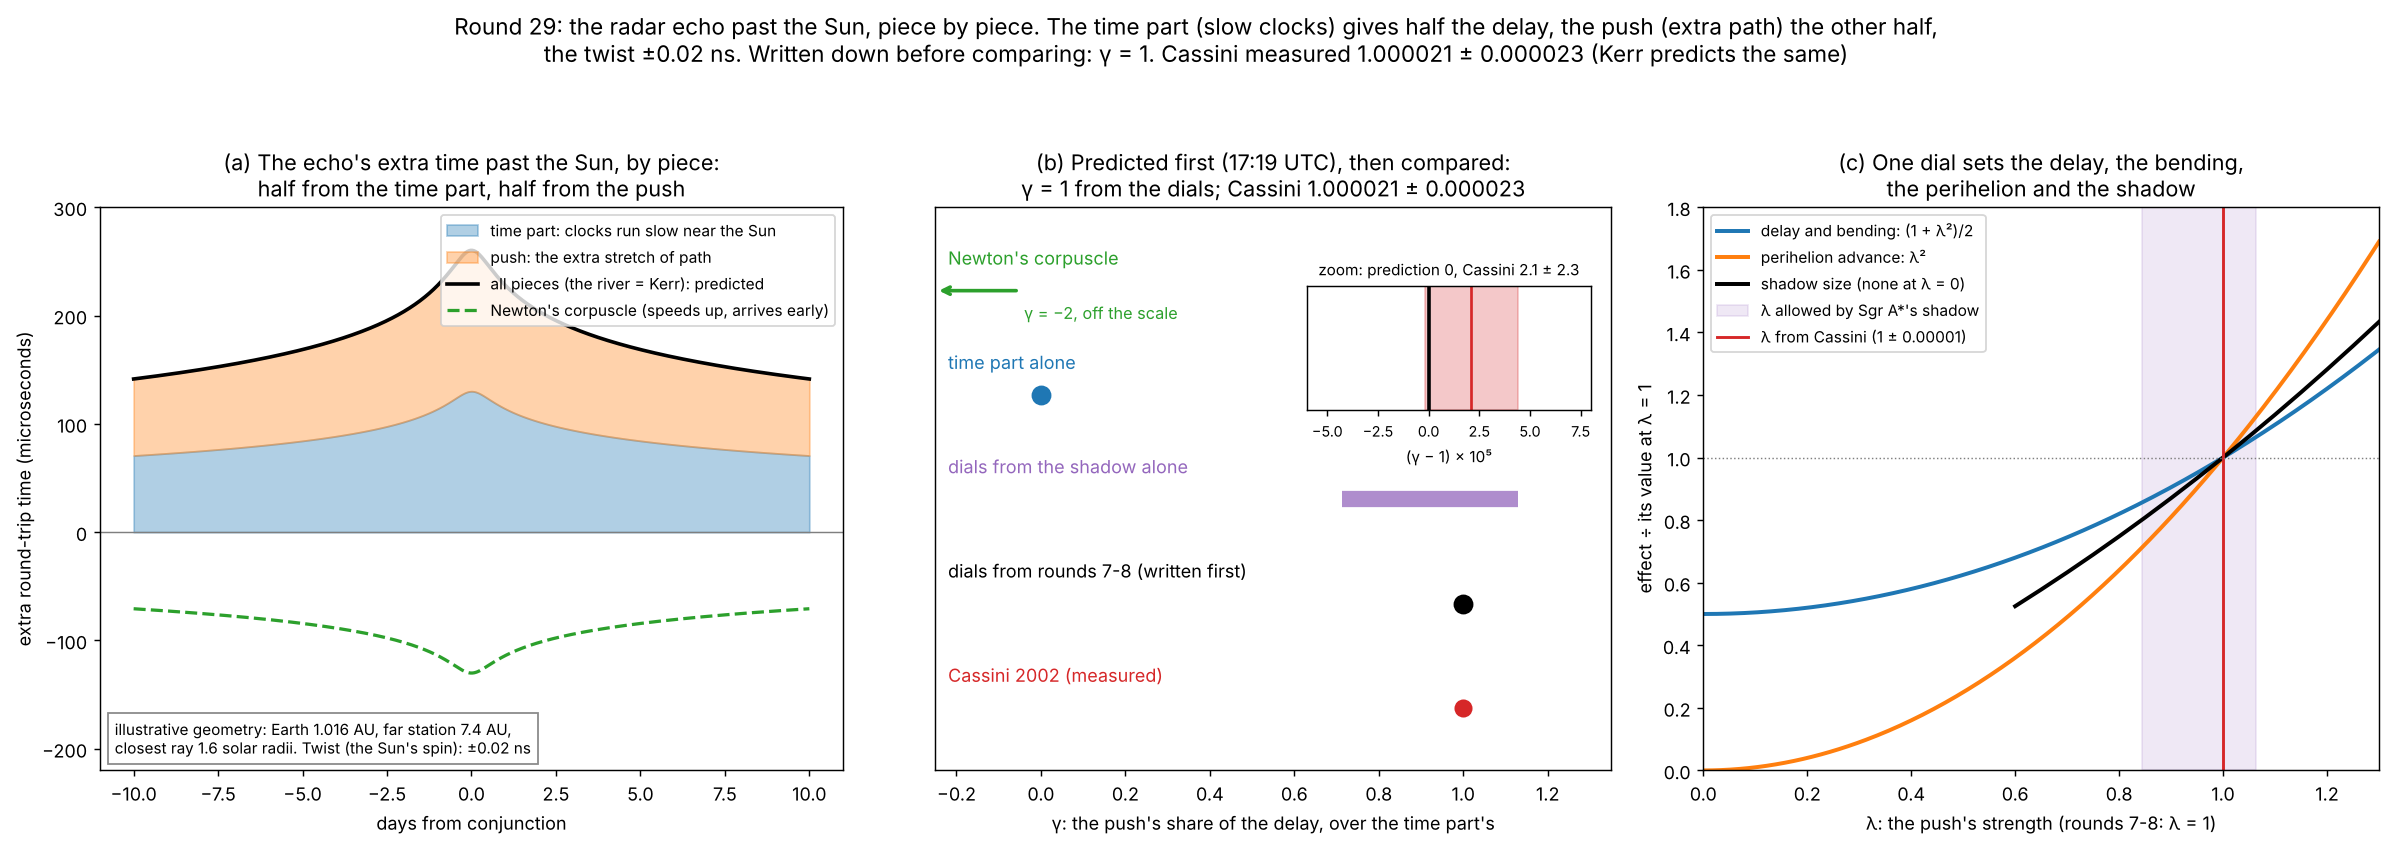 Round 29: the radar echo past the Sun, piece by piece. The time part (slow clocks) gives half the delay, the push (extra path) the other half,
the twist ±0.02 ns. Written down before comparing: γ = 1. Cassini measured 1.000021 ± 0.000023 (Kerr predicts the same)
(a) The echo's extra time past the Sun, by piece:
half from the time part, half from the push
300
200
100
0
−100
−200
extra round-trip time (microseconds)
time part: clocks run slow near the Sun
push: the extra stretch of path
all pieces (the river = Kerr): predicted
Newton's corpuscle (speeds up, arrives early)
illustrative geometry: Earth 1.016 AU, far station 7.4 AU,
closest ray 1.6 solar radii. Twist (the Sun's spin): ±0.02 ns
−10.0 −7.5 −5.0 −2.5 0.0 2.5 5.0 7.5 10.0
days from conjunction
(b) Predicted first (17:19 UTC), then compared:
γ = 1 from the dials; Cassini 1.000021 ± 0.000023
Newton's corpuscle
γ = −2, off the scale
time part alone
dials from the shadow alone
dials from rounds 7-8 (written first)
Cassini 2002 (measured)
zoom: prediction 0, Cassini 2.1 ± 2.3
−5.0 −2.5 0.0 2.5 5.0 7.5
(γ − 1) × 10⁵
−0.2 0.0 0.2 0.4 0.6 0.8 1.0 1.2
γ: the push's share of the delay, over the time part's
(c) One dial sets the delay, the bending,
the perihelion and the shadow
1.8
1.6
1.4
1.2
1.0
0.8
0.6
0.4
0.2
0.0
effect ÷ its value at λ = 1
delay and bending: (1 + λ²)/2
perihelion advance: λ²
shadow size (none at λ = 0)
λ allowed by Sgr A*'s shadow
λ from Cassini (1 ± 0.00001)
0.0 0.2 0.4 0.6 0.8 1.0 1.2
λ: the push's strength (rounds 7-8: λ = 1)